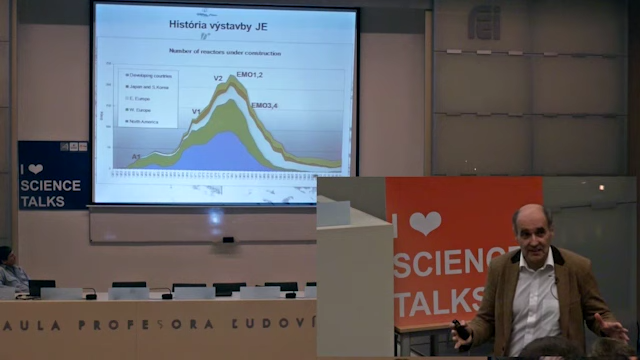 História výstavby JE
Number of reactors under construction
Developing countries
Japan and S.Korea
E. Europe
W. Europe
North America
A1
V1
V2
EMO1,2
EMO3,4
I ❤
SCIENCE
TALKS
AULA PROFESORA ĽUDOVÍ
I ❤
SCIENC
TALKS